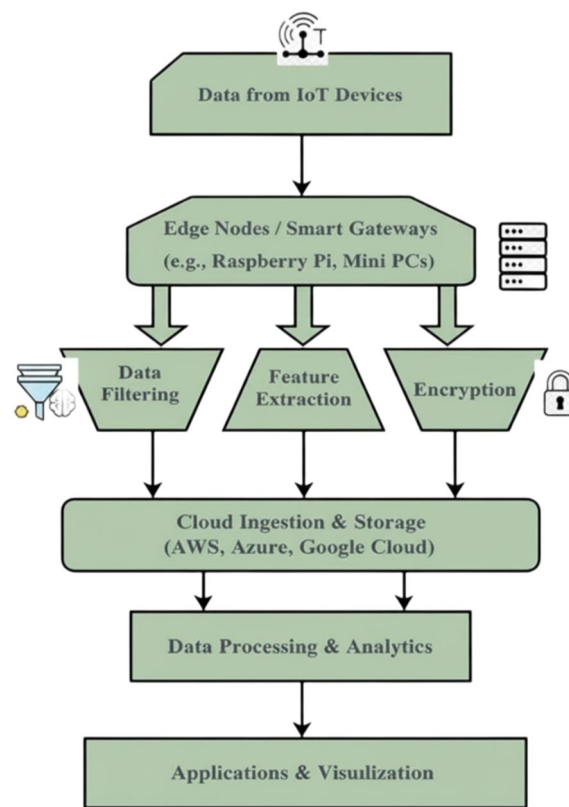 T
Data from IoT Devices
Edge Nodes / Smart Gateways
(e.g., Raspberry Pi, Mini PCs)
Data
Filtering
Feature
Extraction
Encryption
Cloud Ingestion & Storage
(AWS, Azure, Google Cloud)
Data Processing & Analytics
Applications & Visulization